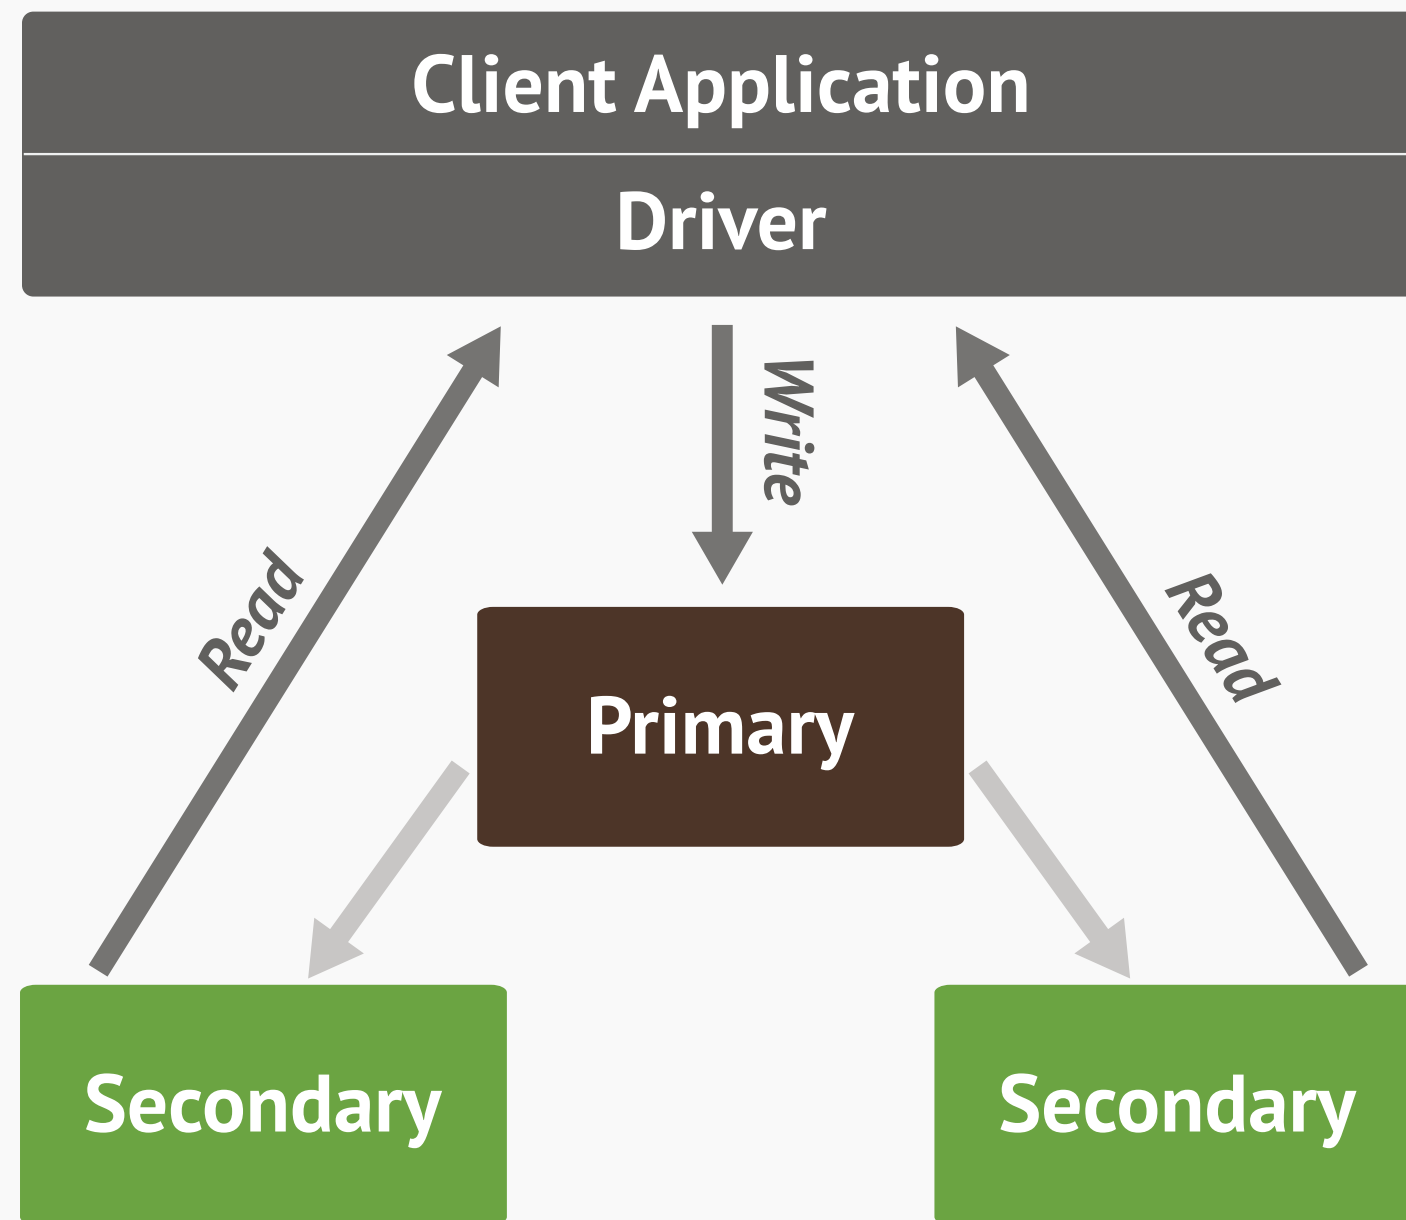 Client Application
Driver
Write
Read
Read
Primary
Secondary
Secondary